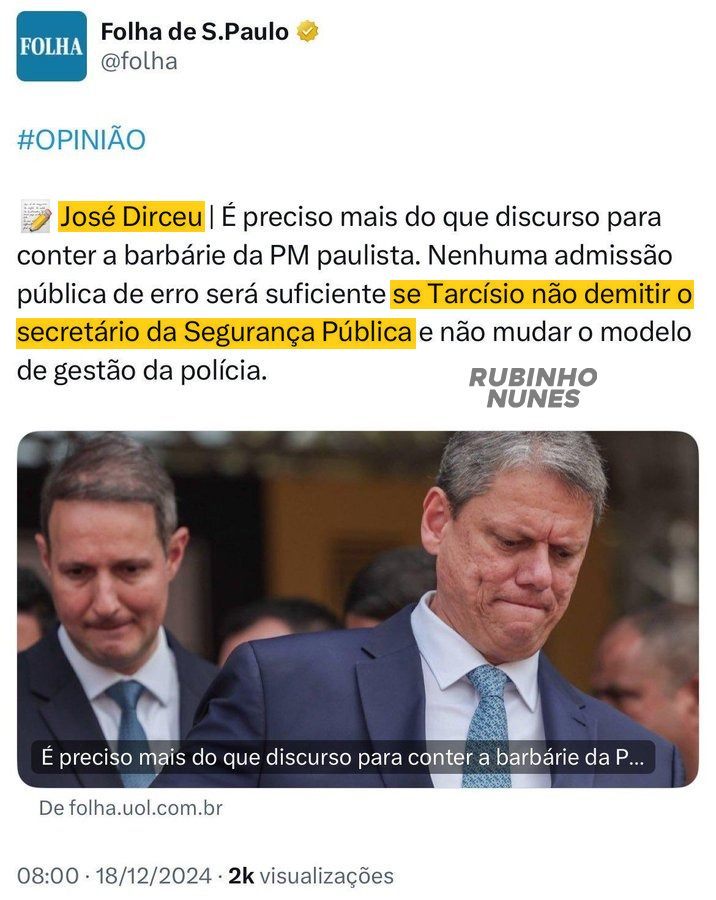 FOLHA
Folha de S.Paulo
@folha
#OPINIÃO
José Dirceu| É preciso mais do que discurso para
conter a barbárie da PM paulista. Nenhuma admissão
pública de erro será suficiente se Tarcísio não demitir o
secretário da Segurança Pública e não mudar o modelo
de gestão da polícia.
RUBINHO
NUNES
É preciso mais do que discurso para conter a barbárie da P...
De folha.uol.com.br
08:00 · 18/12/2024 · 2k visualizações